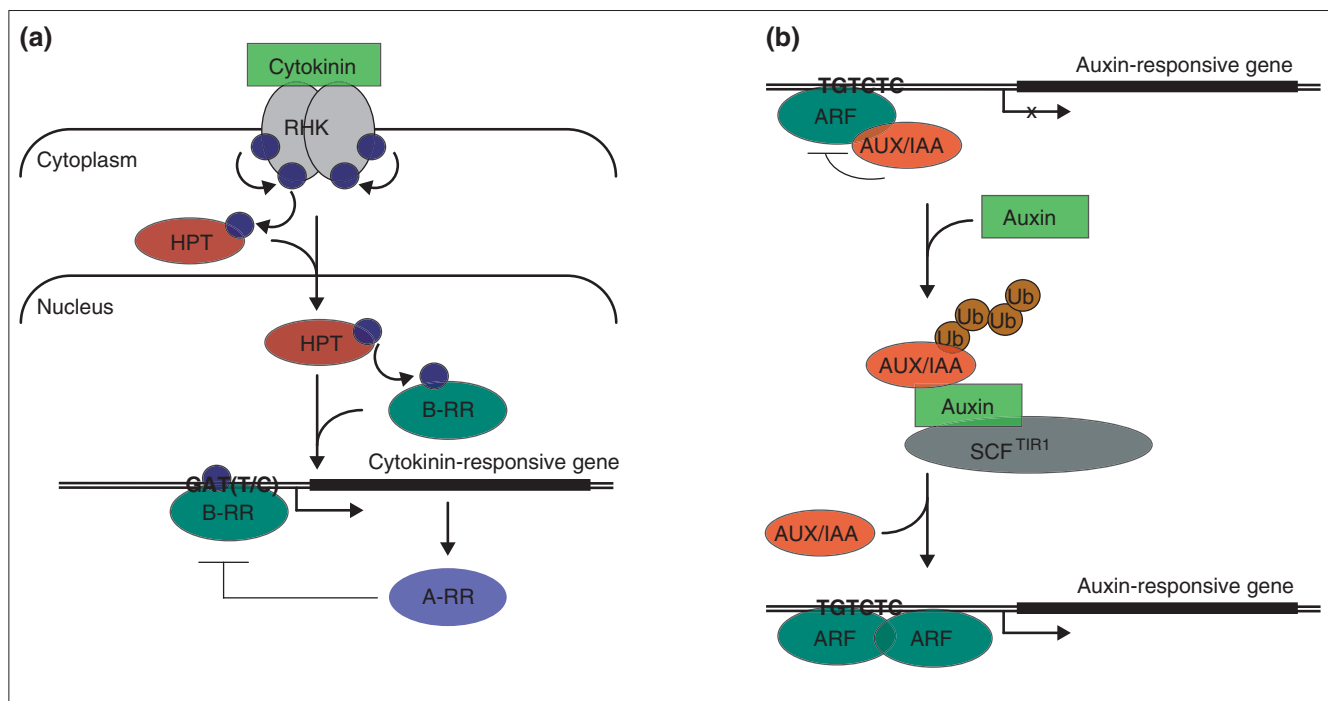 (a)
Cytokinin
RHK
Cytoplasm
HPT
Nucleus
HPT
B-RR
Cytokinin-responsive gene
GAT(T/C)
B-RR
A-RR
(b)
Auxin-responsive gene
TGTCTC
ARF
x
AUX/IAA
Auxin
Ub
Ub
Ub
Ub
AUX/IAA
Auxin
SCF TIR1
AUX/IAA
Auxin-responsive gene
TGTCTC
ARF
ARF